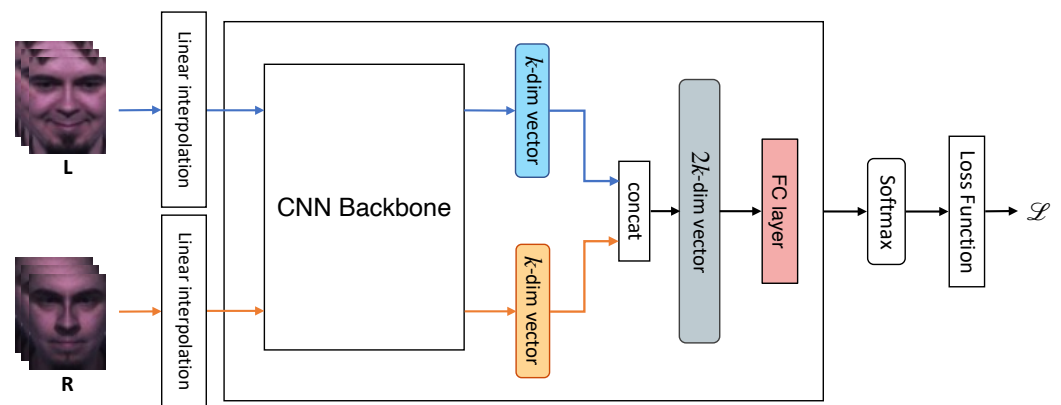 Linear interpolation
L
CNN Backbone
k-dim vector
concat
2k-dim vector
FC layer
Softmax
Loss Function
ℒ
Linear interpolation
R
k-dim vector